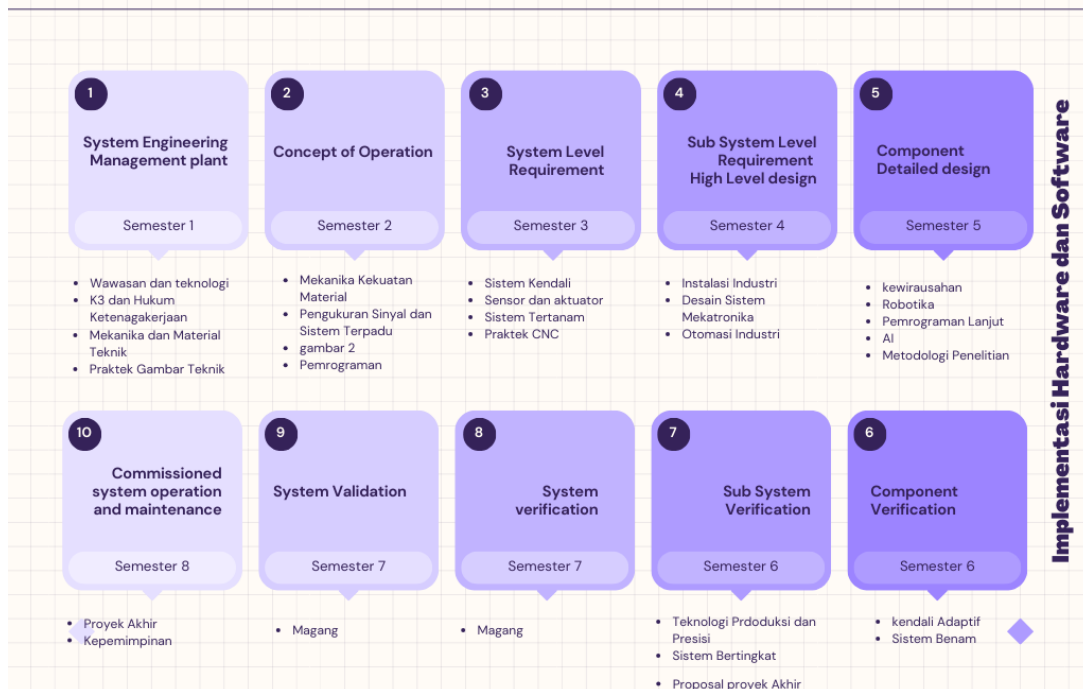 1
System Engineering
Management plant
Semester 1
Wawasan dan teknologi
K3 dan Hukum
Ketenagakerjaan
Mekanika dan Material
Teknik
Praktek Gambar Teknik
2
Concept of Operation
Semester 2
Mekanika Kekuatan
Material
Pengukuran Sinyal dan
Sistem Terpadu
gambar 2
Pemrograman
3
System Level
Requirement
Semester 3
Sistem Kendali
Sensor dan aktuator
Sistem Tertanam
Praktek CNC
4
Sub System Level
Requirement
High Level design
Semester 4
Instalasi Industri
Desain Sistem
Mekatronika
Otomasi Industri
5
Component
Detailed design
Semester 5
kewirausahan
Robotika
Pemrograman Lanjut
AI
Metodologi Penelitian
Implementasi Hardware dan Software
10
Commissioned
system operation
and maintenance
Semester 8
Proyek Akhir
Kepemimpinan
9
System Validation
Semester 7
Magang
8
System
verification
Semester 7
Magang
7
Sub System
Verification
Semester 6
Teknologi Prdoduksi dan
Presisi
Sistem Bertingkat
Proposal proyek Akhir
6
Component
Verification
Semester 6
kendali Adaptif
Sistem Benam